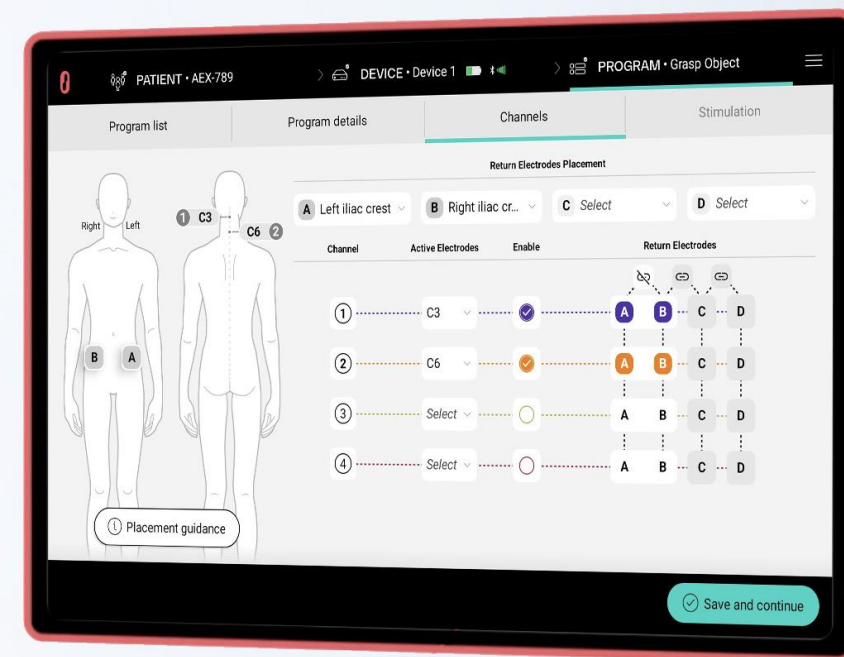 PATIENT • AEX-789
DEVICE • Device 1
PROGRAM • Grasp Object
Program list
Program details
Channels
Stimulation
Return Electrodes Placement
A Left iliac crest
B Right iliac cr...
C Select
D Select
Right
Left
1 C3
C6 2
B A
Channel
Active Electrodes
Enable
Return Electrodes
1 C3 A B C D
2 C6 A B C D
3 Select A B C D
4 Select A B C D
Placement guidance
Save and continue